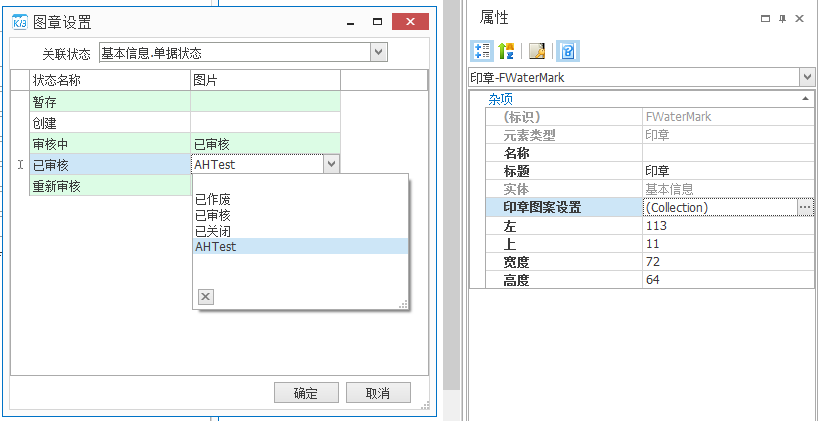 K/3 图章设置
关联状态 基本信息.单据状态
状态名称 图片
暂存
创建
审核中 已审核
已审核 AHTest
重新审核
已作废
已审核
已关闭
AHTest
确定 取消
属性
印章-FWaterMark
杂项
(标识) FWaterMark
元素类型 印章
名称
标题 印章
实体 基本信息
印章图案设置 (Collection) ...
左 113
上 11
宽度 72
高度 64